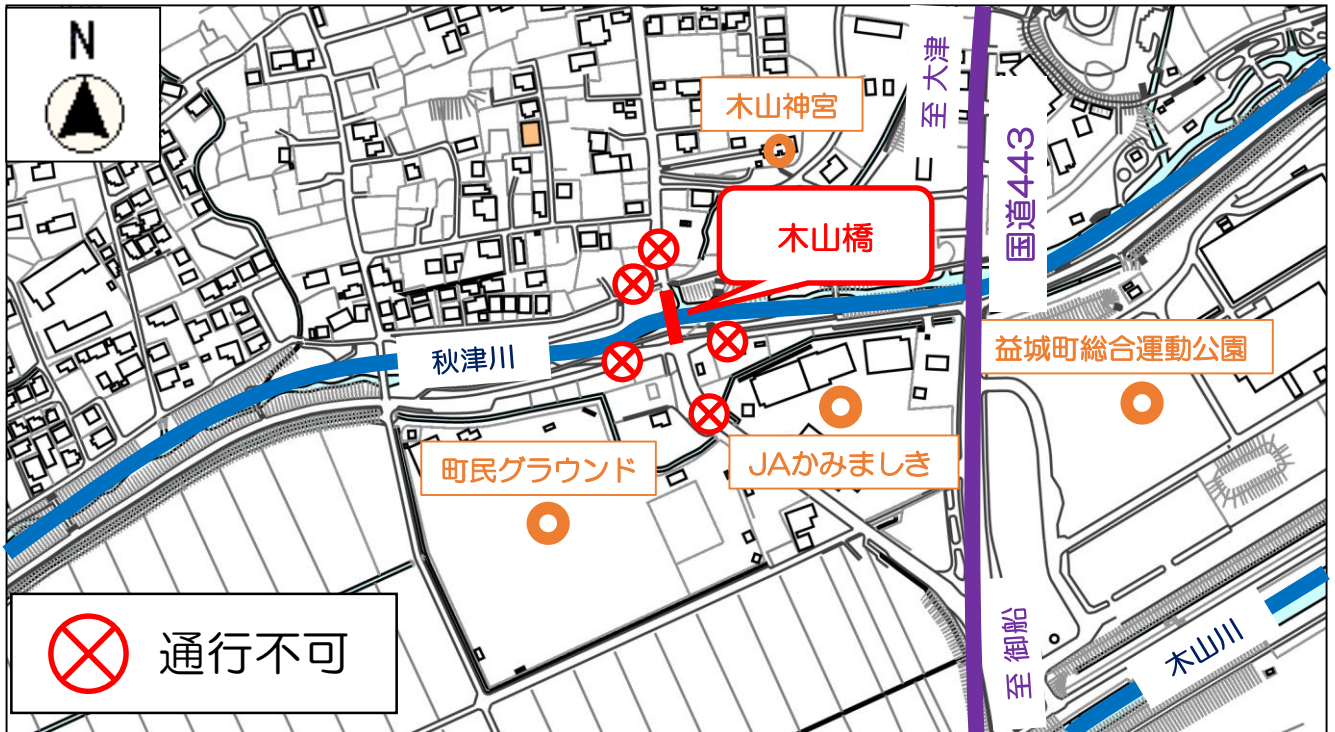 N
至 大津
木山神宮
国道443
木山橋
秋津川
益城町総合運動公園
町民グラウンド
JAかみましき
通行不可
至 御船
木山川